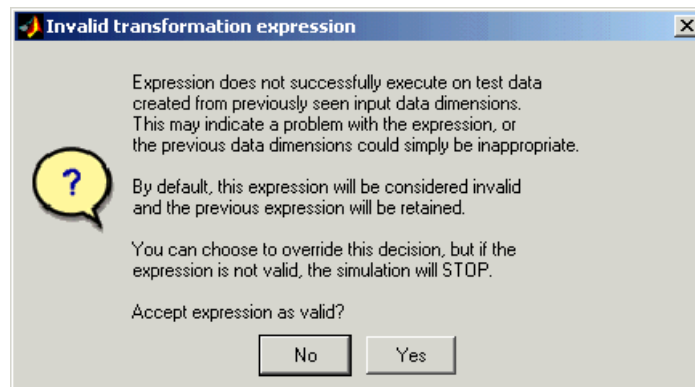 Invalid transformation expression
Expression does not successfully execute on test data
created from previously seen input data dimensions.
This may indicate a problem with the expression, or
the previous data dimensions could simply be inappropriate.
By default, this expression will be considered invalid
and the previous expression will be retained.
You can choose to override this decision, but if the
expression is not valid, the simulation will STOP.
Accept expression as valid?
No Yes